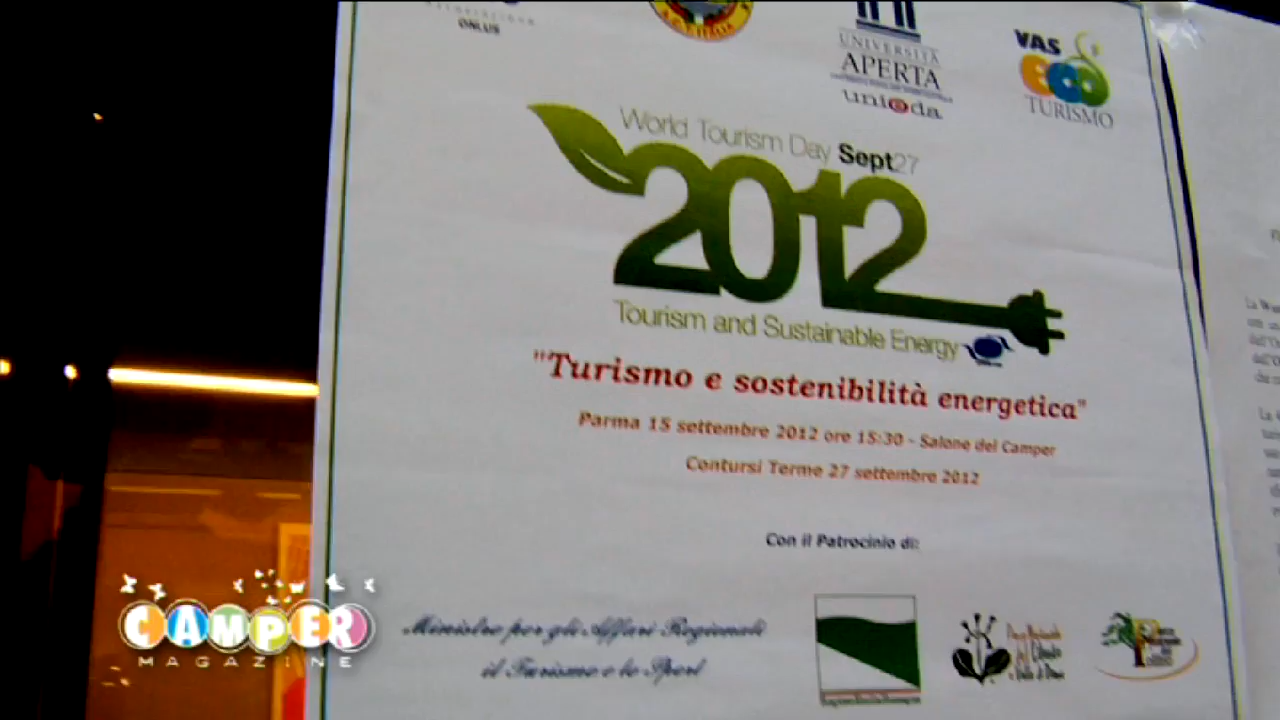 ONLUS
UNIVERSITÀ
APERTA
unieda
VAS
ECO
TURISMO
World Tourism Day Sept27
2012
Tourism and Sustainable Energy
"Turismo e sostenibilità energetica"
Parma 15 settembre 2012 ore 15:30 - Salone del Camper
Contursi Terme 27 settembre 2012
Con il Patrocinio di:
Ministro per gli Affari Regionali
il Turismo e lo Sport
CAMPER
MAGAZINE